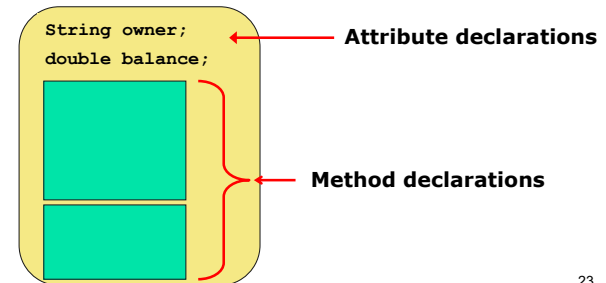 String owner;
double balance;
Attribute declarations
Method declarations
23